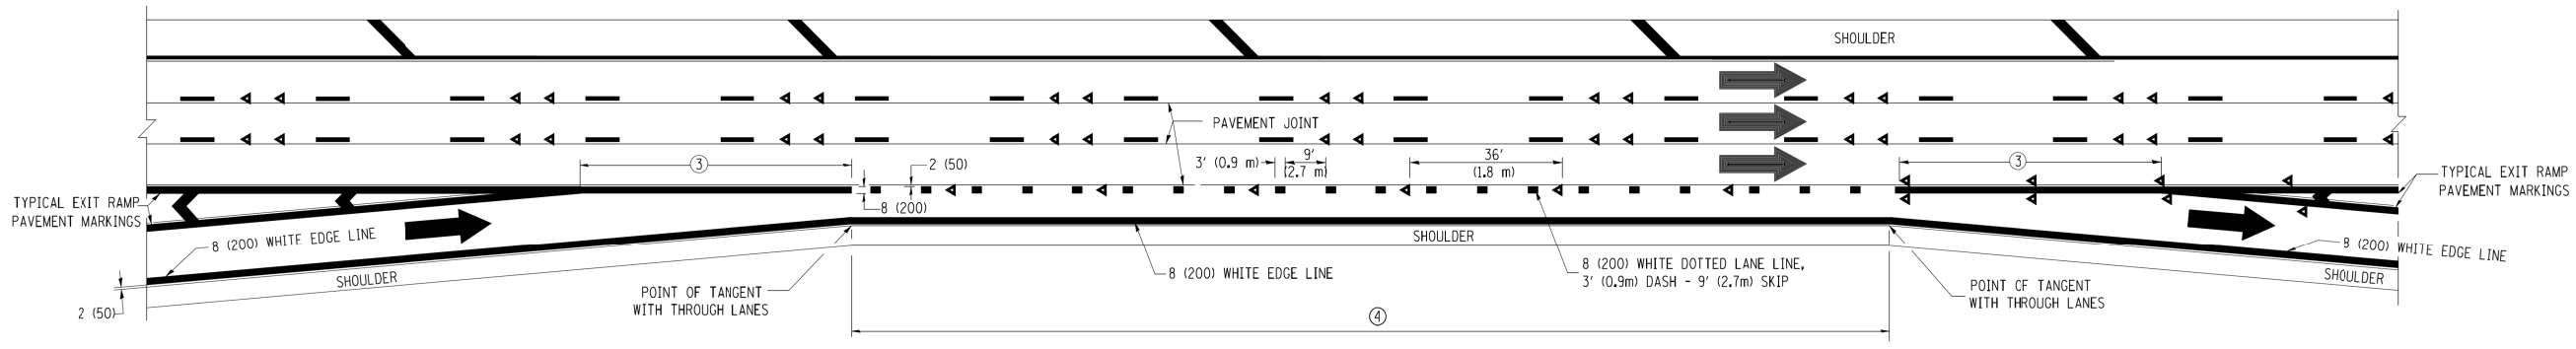 SHOULDER
PAVEMENT JOINT
3
2 (50)
3' (0.9 m)
9'
(2.7 m)
36'
(1.8 m)
3
TYPICAL EXIT RAMP
PAVEMENT MARKINGS
TYPICAL EXIT RAMP
PAVEMENT MARKINGS
8 (200)
8 (200) WHITE EDGE LINE
SHOULDER
2 (50)
POINT OF TANGENT
WITH THROUGH LANES
8 (200) WHITE EDGE LINE
SHOULDER
8 (200) WHITE DOTTED LANE LINE,
3' (0.9m) DASH - 9' (2.7m) SKIP
POINT OF TANGENT
WITH THROUGH LANES
8 (200) WHITE EDGE LINE
SHOULDER
4